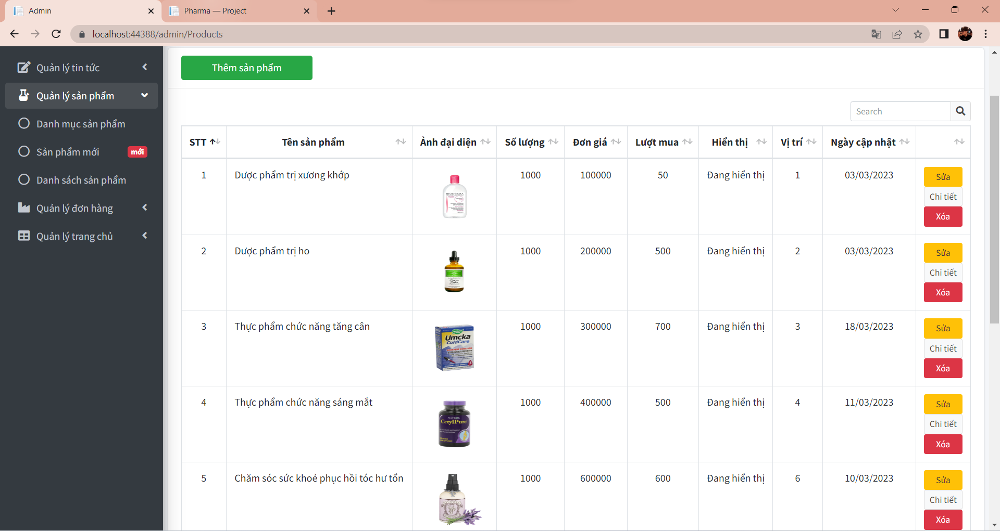 Admin
Pharma — Project
localhost:44388/admin/Products
Quản lý tin tức
Quản lý sản phẩm
Danh mục sản phẩm
Sản phẩm mới mới
Danh sách sản phẩm
Quản lý đơn hàng
Quản lý trang chủ
Thêm sản phẩm
Search
STT Tên sản phẩm Ảnh đại diện Số lượng Đơn giá Lượt mua Hiển thị Vị trí Ngày cập nhật
1 Dược phẩm trị xương khớp 1000 100000 50 Đang hiển thị 1 03/03/2023 Sửa
BIODERMA
Chi tiết
Xóa
2 Dược phẩm trị ho 1000 200000 500 Đang hiển thị 2 03/03/2023 Sửa
Chi tiết
Xóa
3 Thực phẩm chức năng tăng cân 1000 300000 700 Đang hiển thị 3 18/03/2023 Sửa
Umcka
ColdCare
Chi tiết
Xóa
4 Thực phẩm chức năng sáng mắt 1000 400000 500 Đang hiển thị 4 11/03/2023 Sửa
CetylPure
Chi tiết
Xóa
5 Chăm sóc sức khoẻ phục hồi tóc hư tổn 1000 600000 600 Đang hiển thị 6 10/03/2023 Sửa
Chi tiết
Xóa